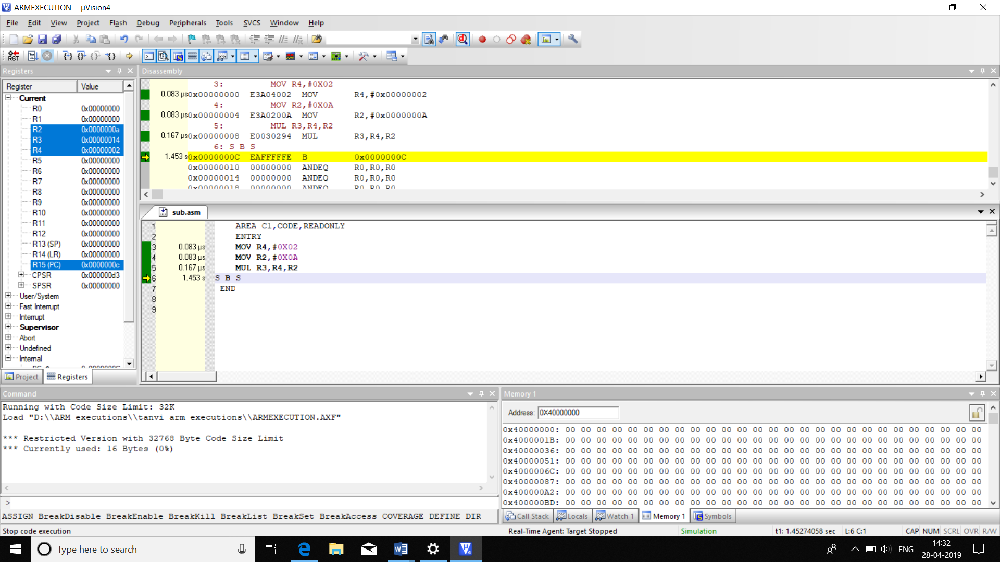 ARMEXECUTION - µVision4
File Edit View Project Flash Debug Peripherals Tools SVCS Window Help
Registers
Register Value
Current
R0 0x00000000
R1 0x00000000
R2 0x0000000a
R3 0x00000014
R4 0x00000002
R5 0x00000000
R6 0x00000000
R7 0x00000000
R8 0x00000000
R9 0x00000000
R10 0x00000000
R11 0x00000000
R12 0x00000000
R13 (SP) 0x00000000
R14 (LR) 0x00000000
R15 (PC) 0x0000000c
CPSR 0x000000d3
SPSR 0x00000000
User/System
Fast Interrupt
Interrupt
Supervisor
Abort
Undefined
Internal
Project Registers
Disassembly
3: MOV R4,#0X02
0.083 µs 0x00000000 E3A04002 MOV R4,#0x00000002
4: MOV R2,#0X0A
0.083 µs 0x00000004 E3A0200A MOV R2,#0x0000000A
5: MUL R3,R4,R2
0.167 µs 0x00000008 E0030294 MUL R3,R4,R2
6: S B S
1.453 s 0x0000000C EAFFFFFE B 0x0000000C
0x00000010 00000000 ANDEQ R0,R0,R0
0x00000014 00000000 ANDEQ R0,R0,R0
0x00000018 00000000 ANDEQ R0,R0,R0
sub.asm
1 AREA C1,CODE,READONLY
2 ENTRY
3 0.083 µs MOV R4,#0X02
4 0.083 µs MOV R2,#0X0A
5 0.167 µs MUL R3,R4,R2
6 1.453 s S B S
7 END
8
9
Command
Running with Code Size Limit: 32K
Load "D:\\ARM executions\\tanvi arm executions\\ARMEXECUTION.AXF"
*** Restricted Version with 32768 Byte Code Size Limit
*** Currently used: 16 Bytes (0%)
>
ASSIGN BreakDisable BreakEnable BreakKill BreakList BreakSet BreakAccess COVERAGE DEFINE DIR
Memory 1
Address: 0X40000000
0x40000000: 00 00 00 00 00 00 00 00 00 00 00 00 00 00 00 00 00 00 00 00 00 00 00 00 00 00 00
0x4000001B: 00 00 00 00 00 00 00 00 00 00 00 00 00 00 00 00 00 00 00 00 00 00 00 00 00 00 00
0x40000036: 00 00 00 00 00 00 00 00 00 00 00 00 00 00 00 00 00 00 00 00 00 00 00 00 00 00 00
0x40000051: 00 00 00 00 00 00 00 00 00 00 00 00 00 00 00 00 00 00 00 00 00 00 00 00 00 00 00
0x4000006C: 00 00 00 00 00 00 00 00 00 00 00 00 00 00 00 00 00 00 00 00 00 00 00 00 00 00 00
0x40000087: 00 00 00 00 00 00 00 00 00 00 00 00 00 00 00 00 00 00 00 00 00 00 00 00 00 00 00
0x400000A2: 00 00 00 00 00 00 00 00 00 00 00 00 00 00 00 00 00 00 00 00 00 00 00 00 00 00 00
0x400000BD: 00 00 00 00 00 00 00 00 00 00 00 00 00 00 00 00 00 00 00 00 00 00 00 00 00 00 00
Call Stack Locals Watch 1 Memory 1 Symbols
Stop code execution Real-Time Agent: Target Stopped Simulation t1: 1.45274058 sec L:6 C:1 CAP NUM SCRL OVR R/W
Type here to search
ENG
14:32
28-04-2019